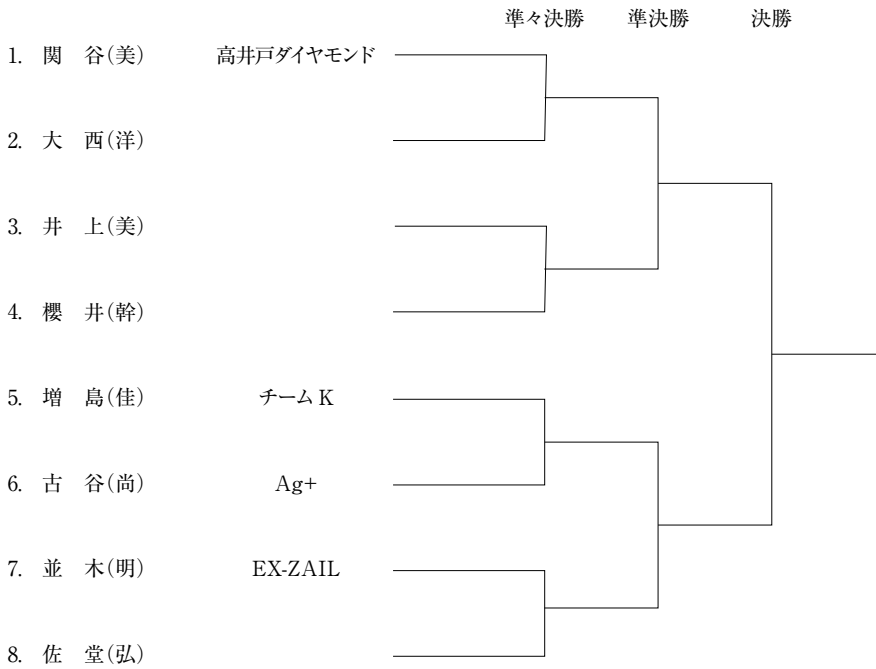 準々決勝 準決勝 決勝
1. 関 谷(美) 高井戸ダイヤモンド
2. 大 西(洋)
3. 井 上(美)
4. 櫻 井(幹)
5. 増 島(佳) チーム K
6. 古 谷(尚) Ag+
7. 並 木(明) EX-ZAIL
8. 佐 堂(弘)